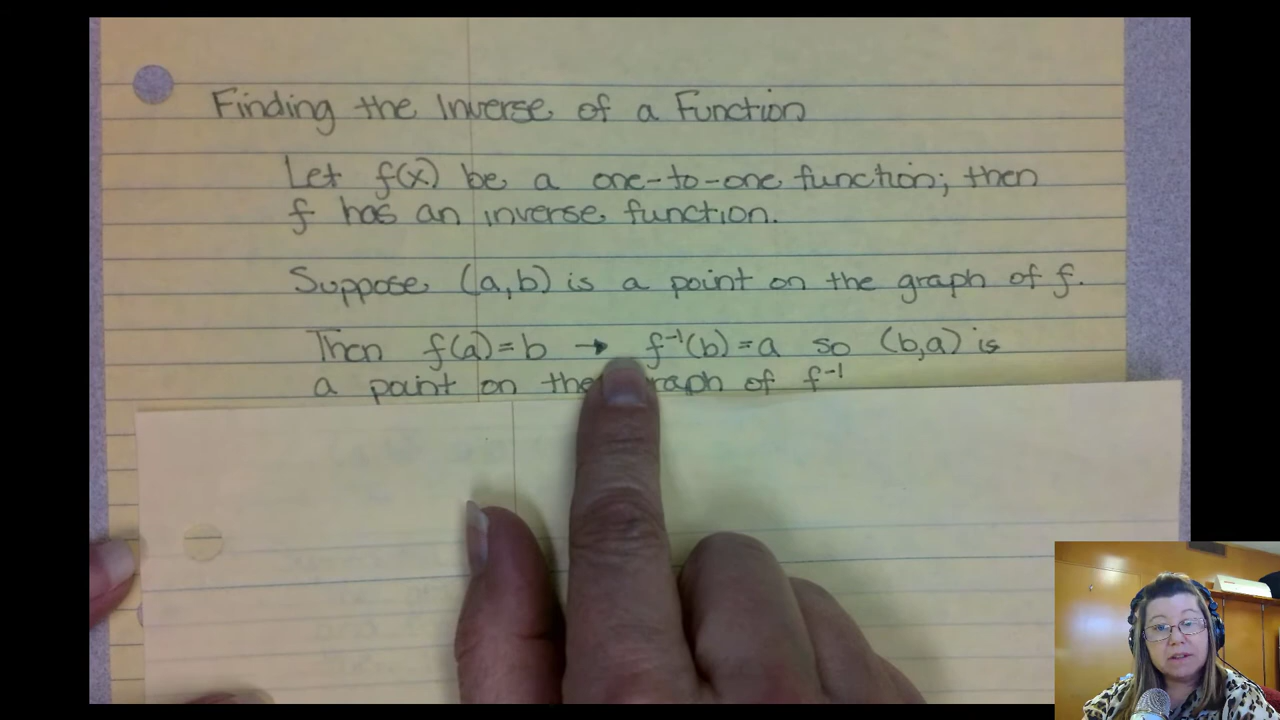 Finding the Inverse of a Function
Let f(x) be a one-to-one function; then
f has an inverse function.
Suppose (a,b) is a point on the graph of f.
Then f(a)=b → f⁻¹(b)=a so (b,a) is
a point on the graph of f⁻¹